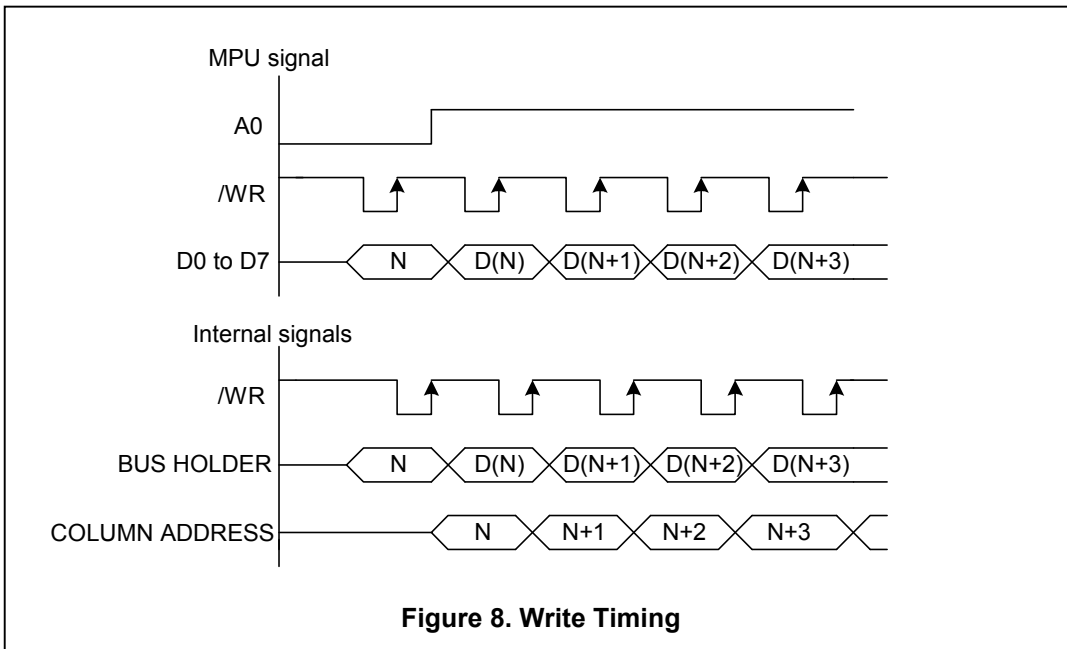 MPU signal
A0
/WR
D0 to D7 N D(N) D(N+1) D(N+2) D(N+3)
Internal signals
/WR
BUS HOLDER N D(N) D(N+1) D(N+2) D(N+3)
COLUMN ADDRESS N N+1 N+2 N+3
Figure 8. Write Timing